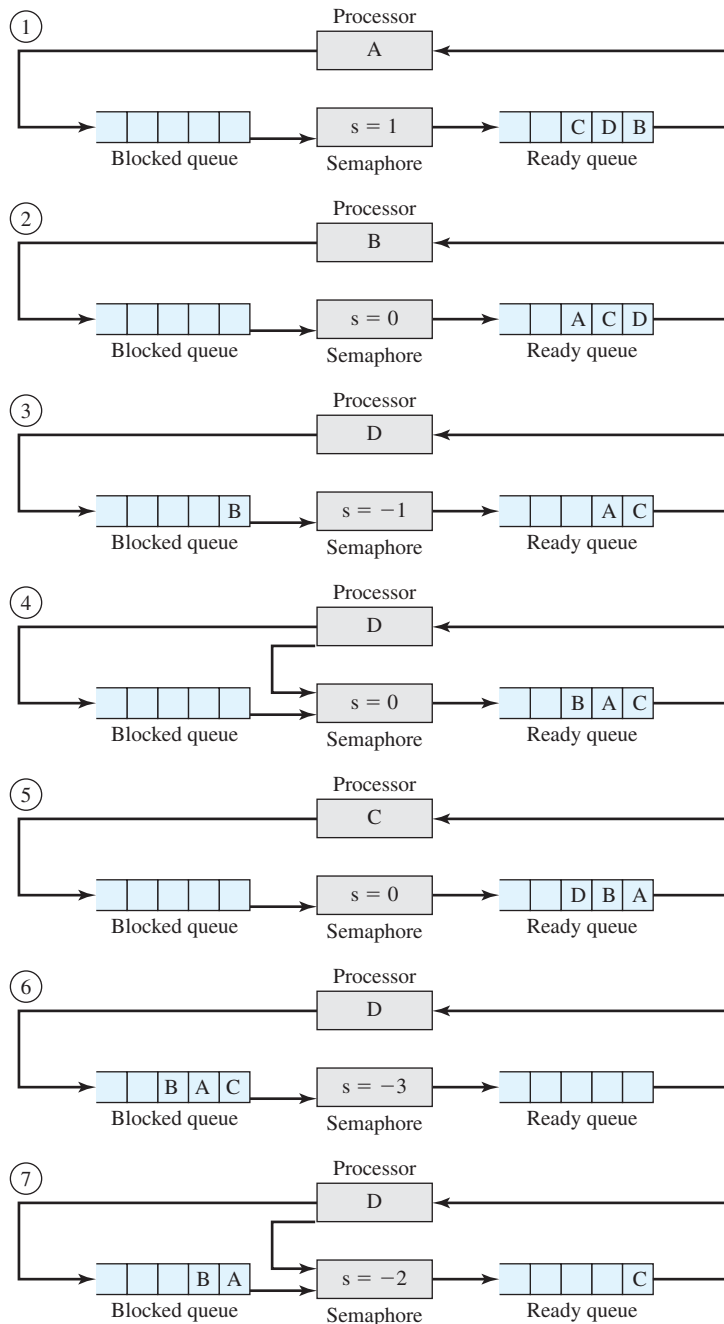 1
Processor
A
s = 1
C D B
Blocked queue
Semaphore
Ready queue
2
Processor
B
s = 0
A C D
Blocked queue
Semaphore
Ready queue
3
Processor
D
B
s = −1
A C
Blocked queue
Semaphore
Ready queue
4
Processor
D
s = 0
B A C
Blocked queue
Semaphore
Ready queue
5
Processor
C
s = 0
D B A
Blocked queue
Semaphore
Ready queue
6
Processor
D
B A C
s = −3
Blocked queue
Semaphore
Ready queue
7
Processor
D
B A
s = −2
C
Blocked queue
Semaphore
Ready queue